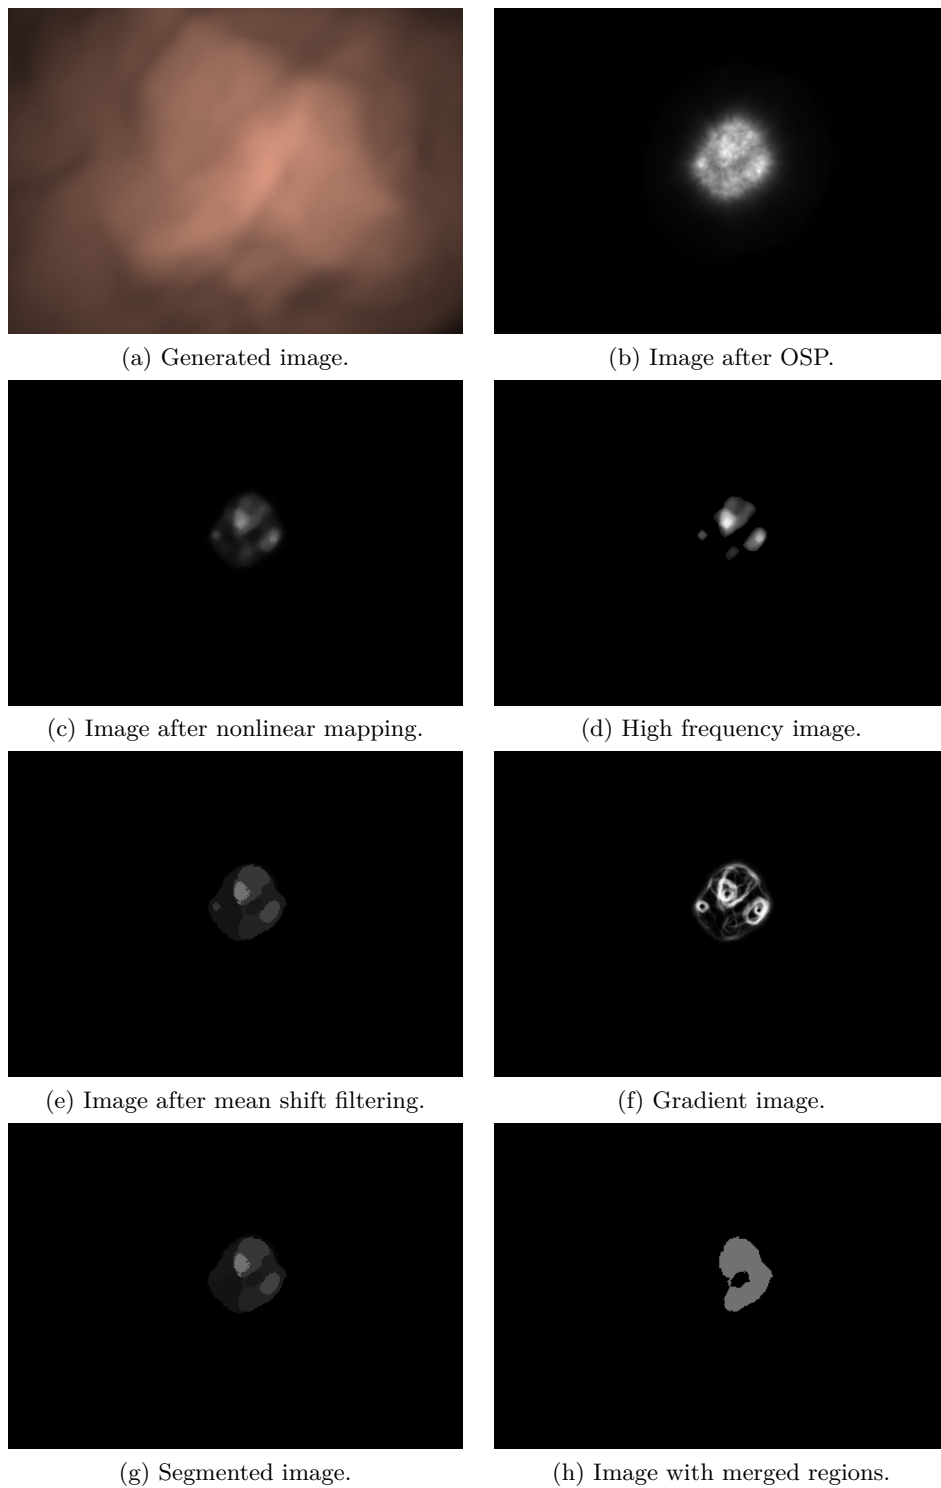 (a) Generated image.
(b) Image after OSP.
(c) Image after nonlinear mapping.
(d) High frequency image.
(e) Image after mean shift filtering.
(f) Gradient image.
(g) Segmented image.
(h) Image with merged regions.